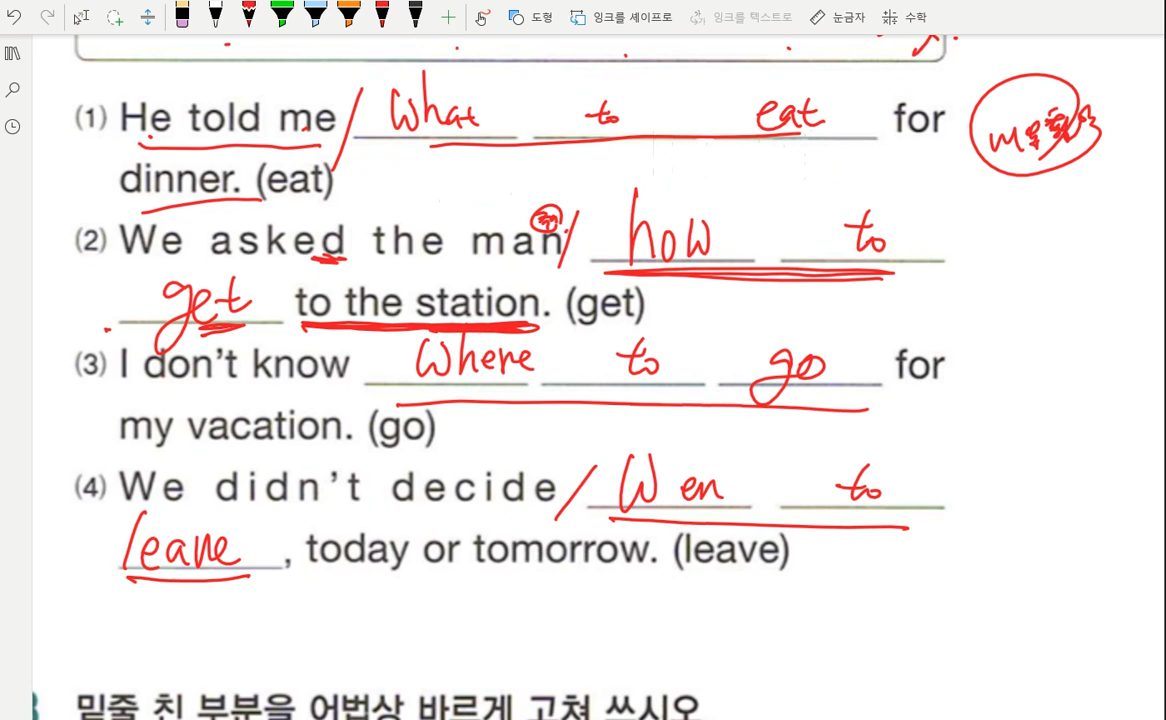 도형 잉크를 셰이프로 잉크를 텍스트로 눈금자 수학
(1) He told me / What to eat for
dinner. (eat)
(2) We asked the man / how to
get to the station. (get)
(3) I don't know Where to go for
my vacation. (go)
(4) We didn't decide / Wen to
leave, today or tomorrow. (leave)
밑줄 친 부분을 어법상 바르게 고쳐 쓰시오